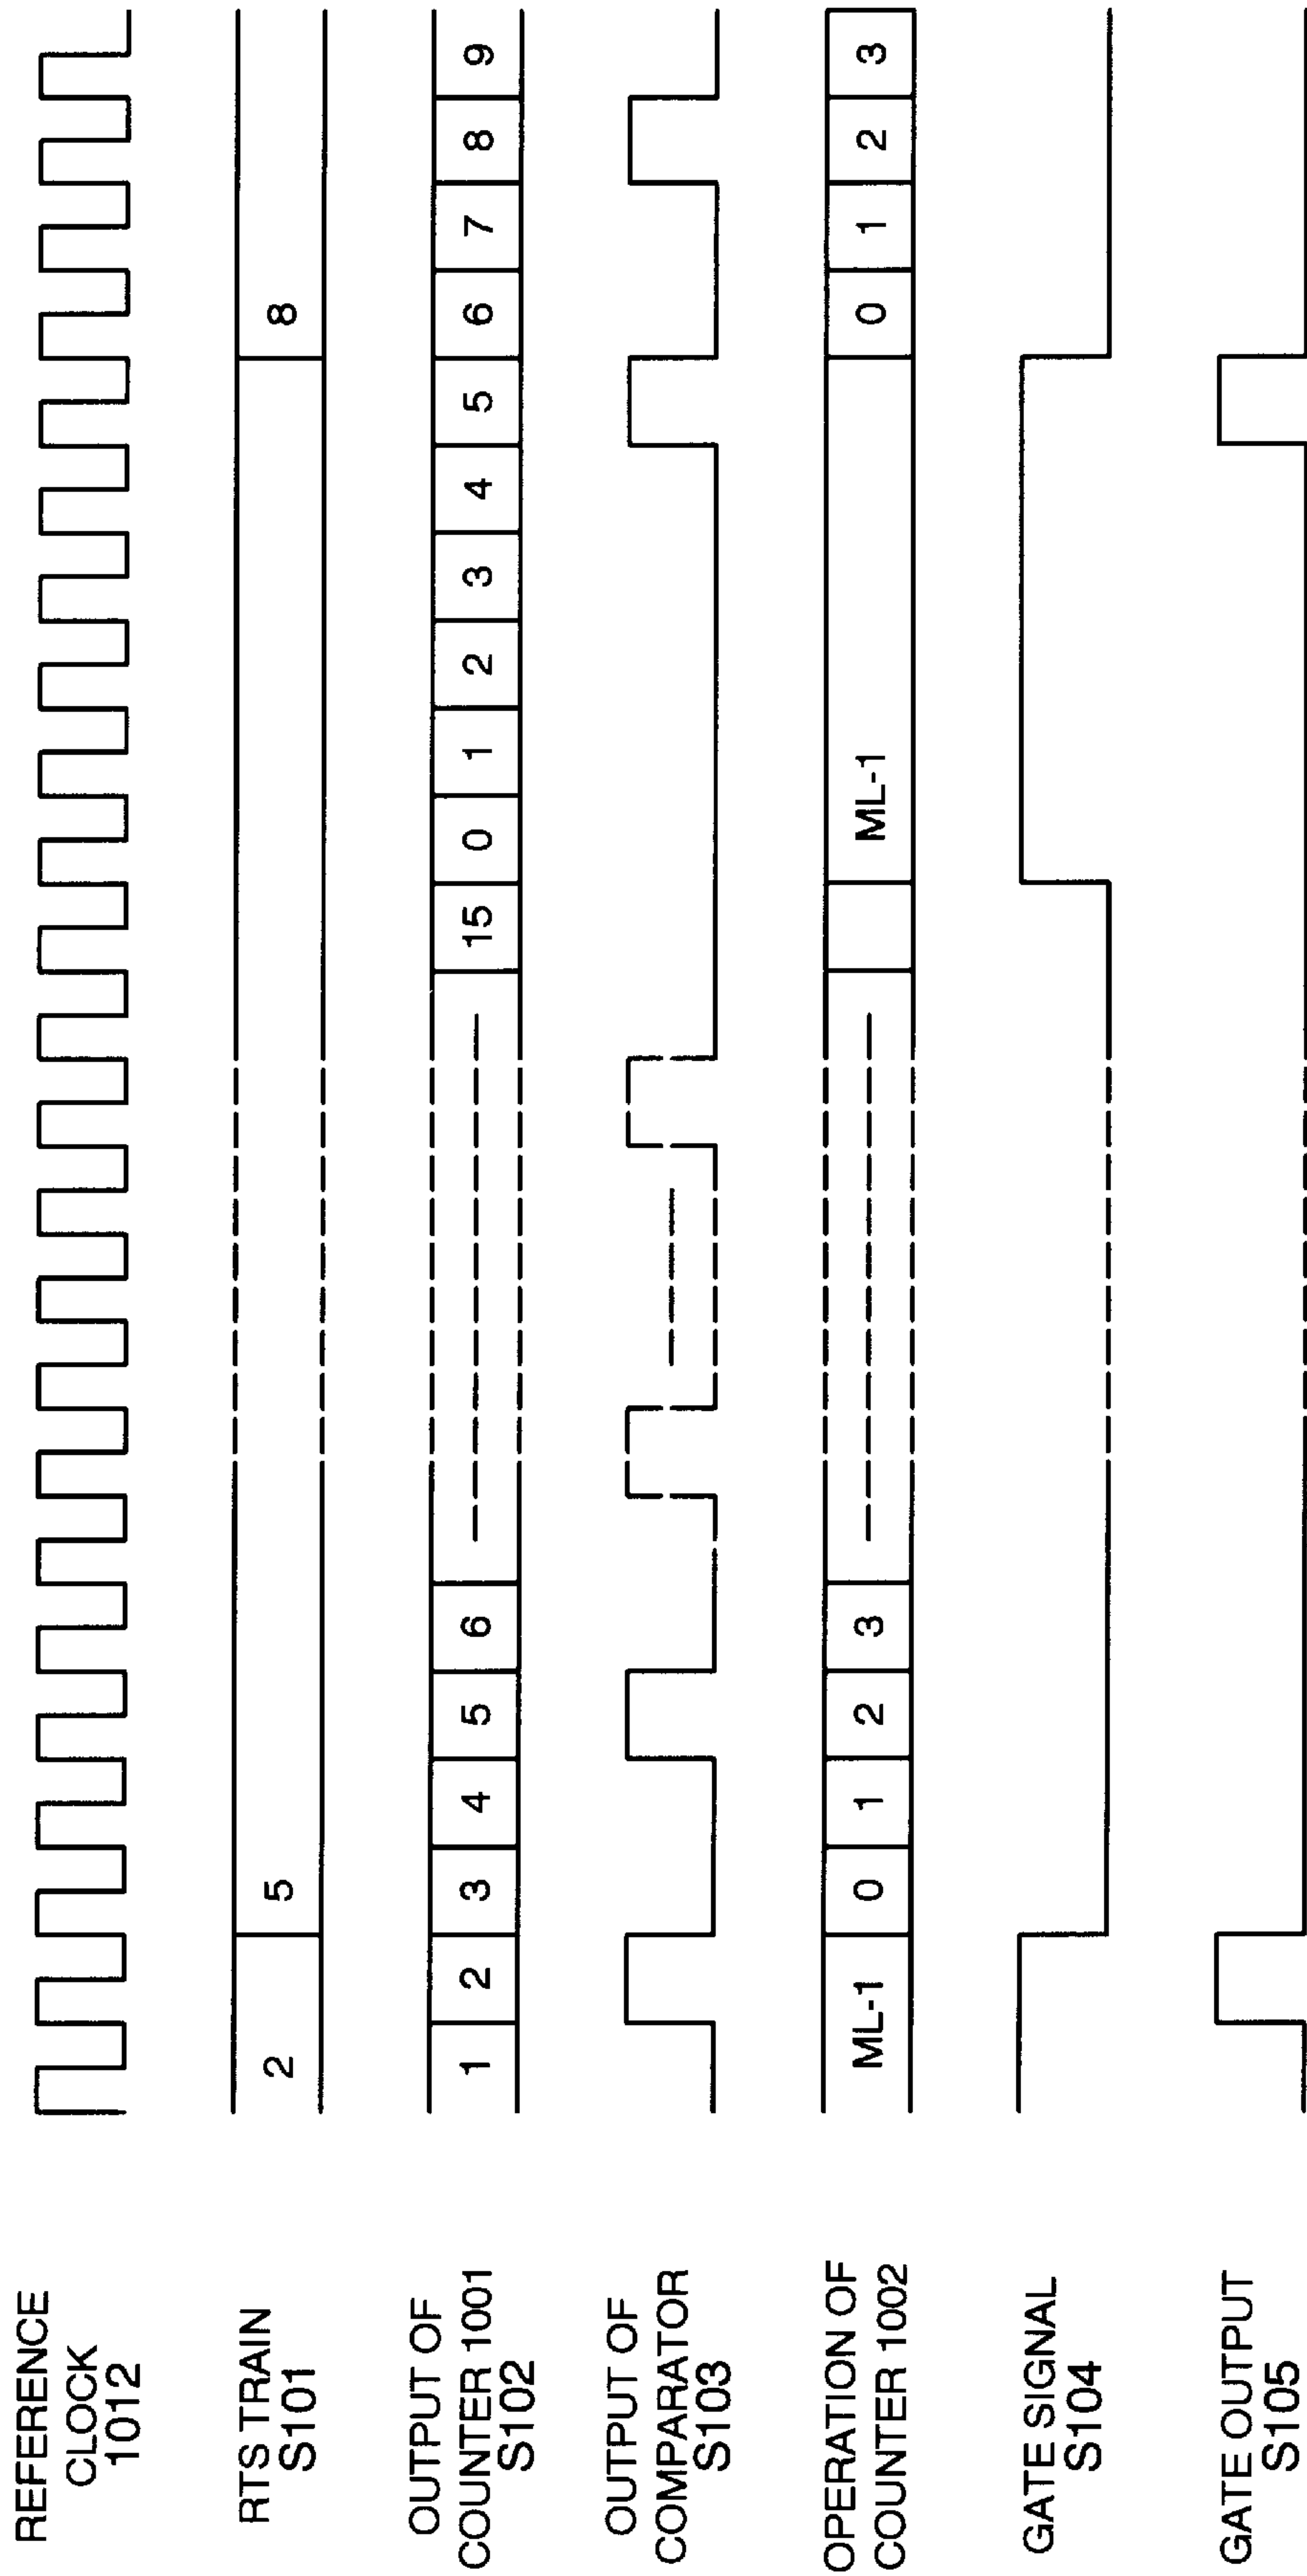 REFERENCE
CLOCK
1012
RTS TRAIN
S101
2
5
8
OUTPUT OF
COUNTER 1001
S102
1 2 3 4 5 6 15 0 1 2 3 4 5 6 7 8 9
OUTPUT OF
COMPARATOR
S103
OPERATION OF
COUNTER 1002
ML-1 0 1 2 3 ML-1 0 1 2 3
GATE SIGNAL
S104
GATE OUTPUT
S105